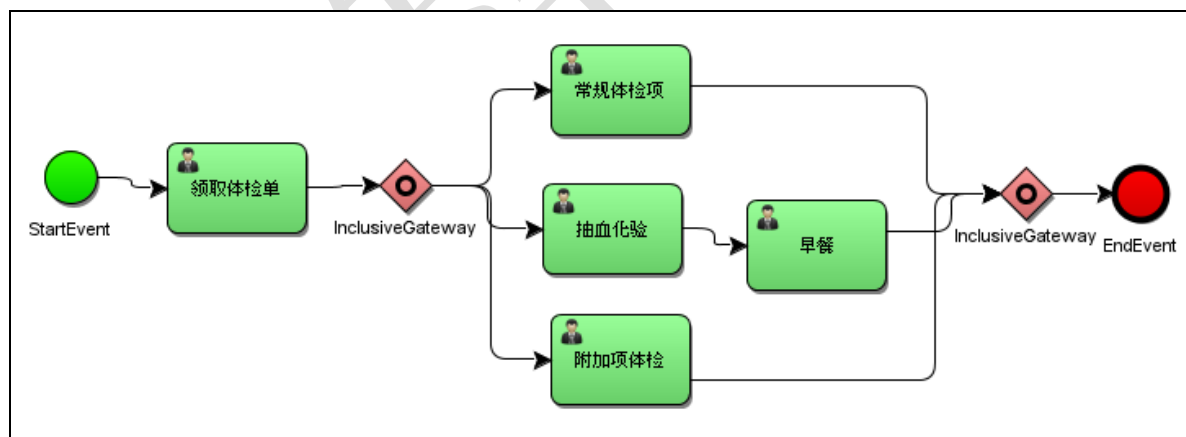 常规体检项
领取体检单
StartEvent
InclusiveGateway
抽血化验
早餐
InclusiveGateway
EndEvent
附加项体检